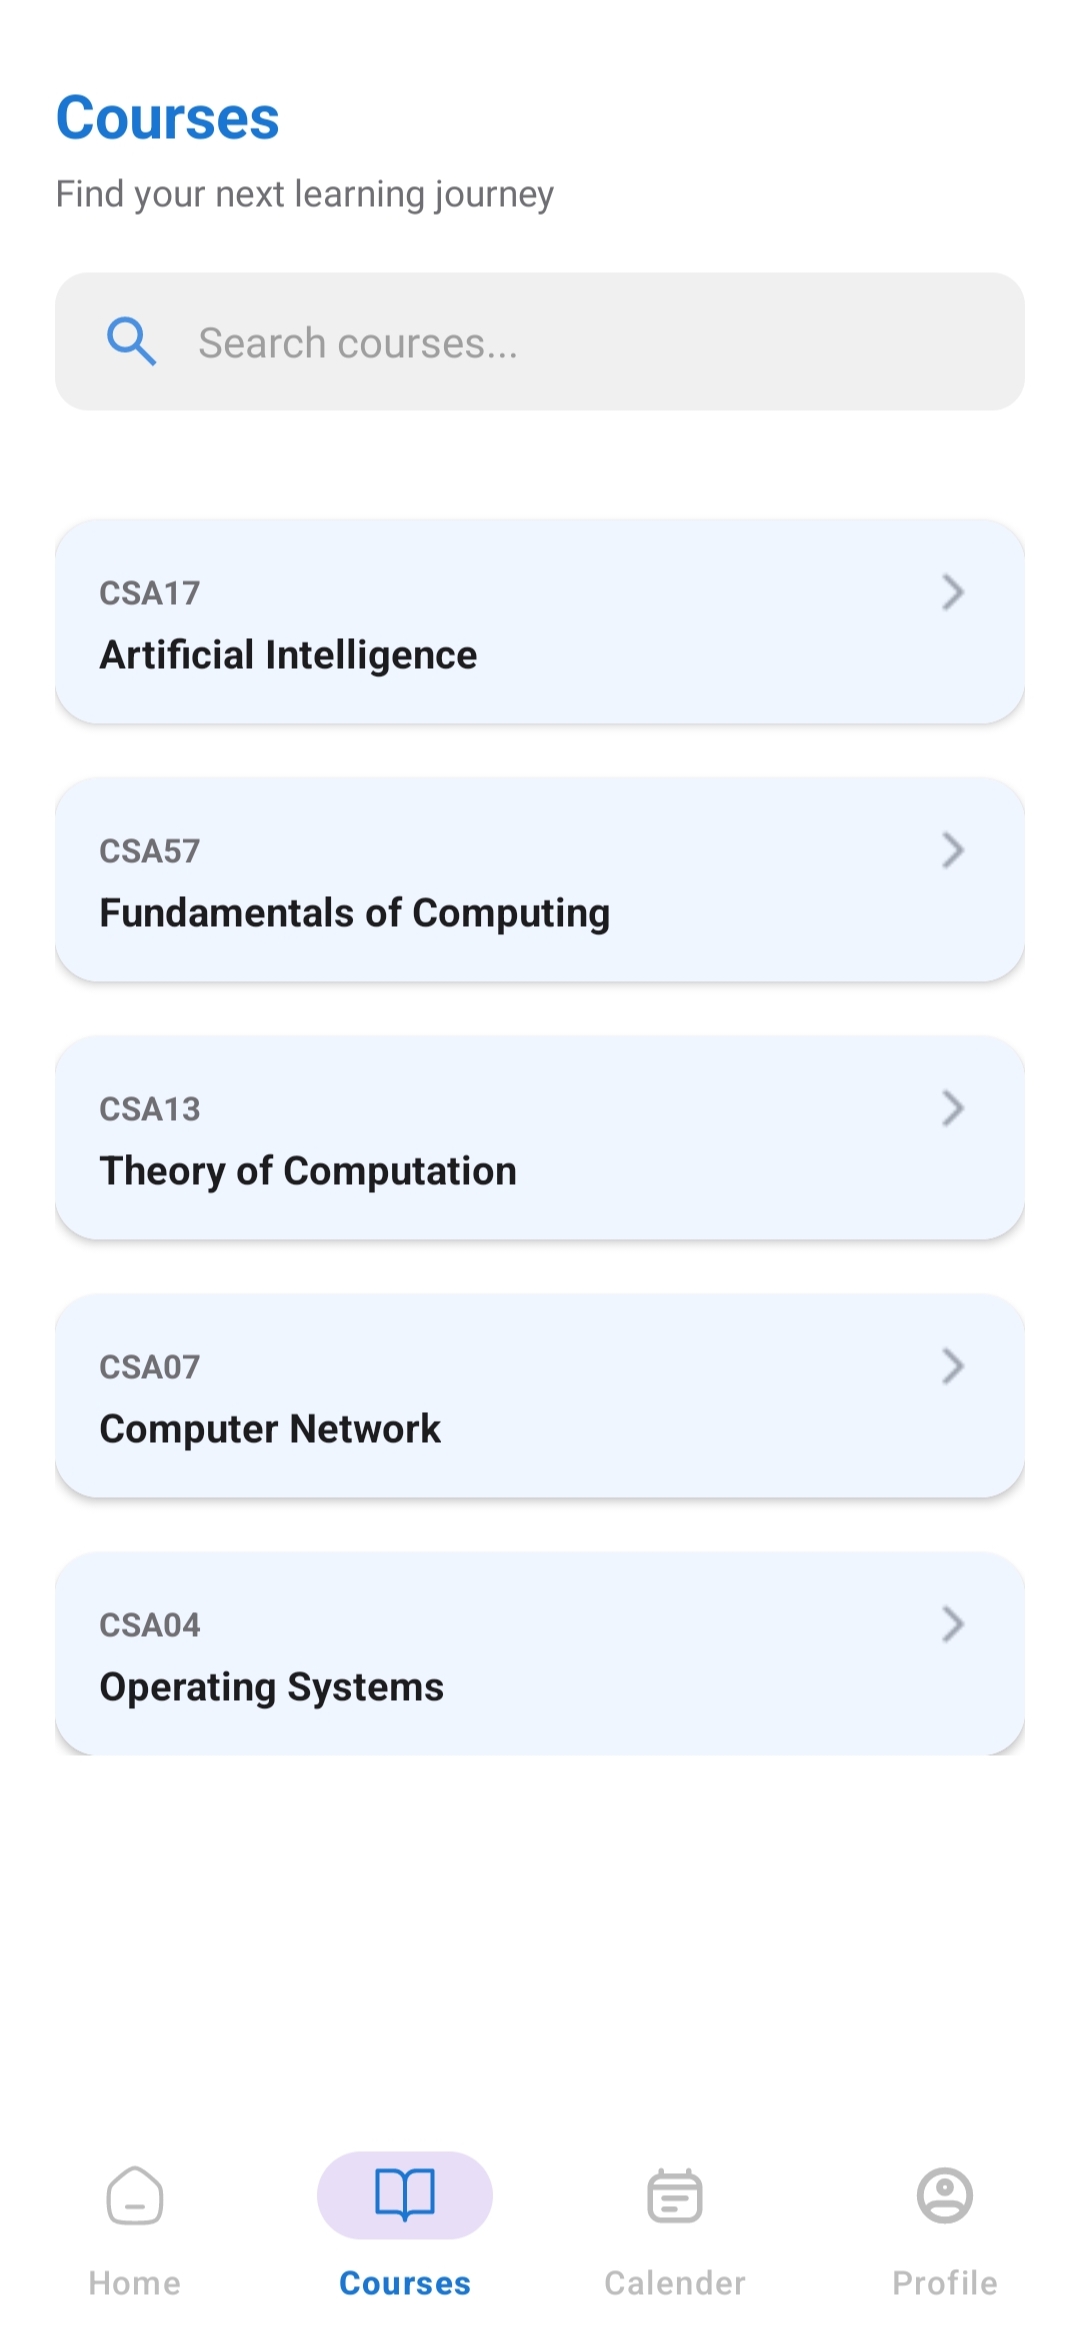 Courses
Find your next learning journey
Search courses...
CSA17
Artificial Intelligence
CSA57
Fundamentals of Computing
CSA13
Theory of Computation
CSA07
Computer Network
CSA04
Operating Systems
Home
Courses
Calender
Profile